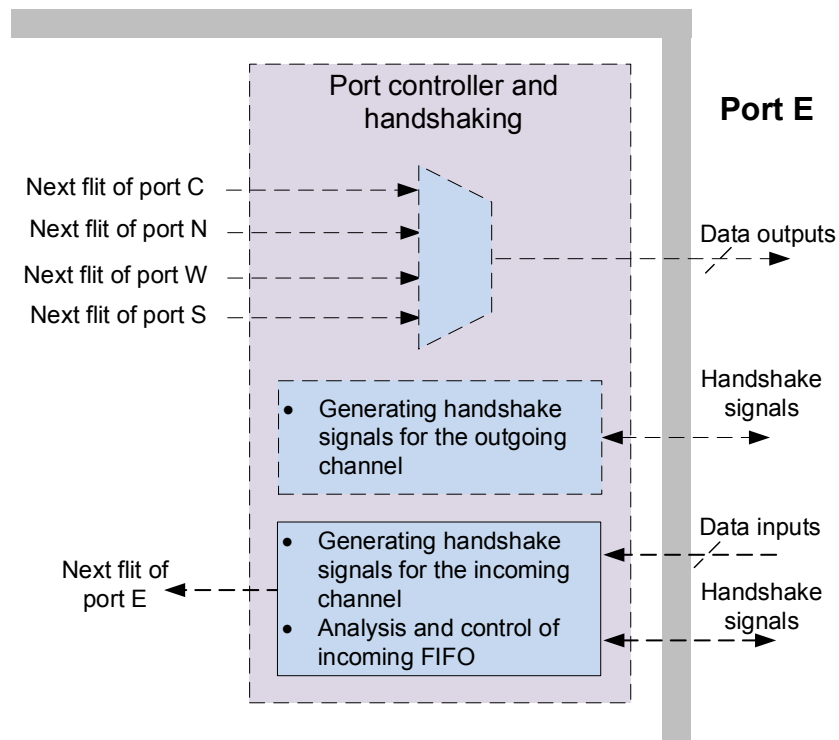 Port controller and
handshaking
Port E
Next flit of port C
Next flit of port N
Next flit of port W
Next flit of port S
Data outputs
Handshake
signals
• Generating handshake
signals for the outgoing
channel
Data inputs
• Generating handshake
signals for the incoming
channel
• Analysis and control of
incoming FIFO
Next flit of
port E
Handshake
signals